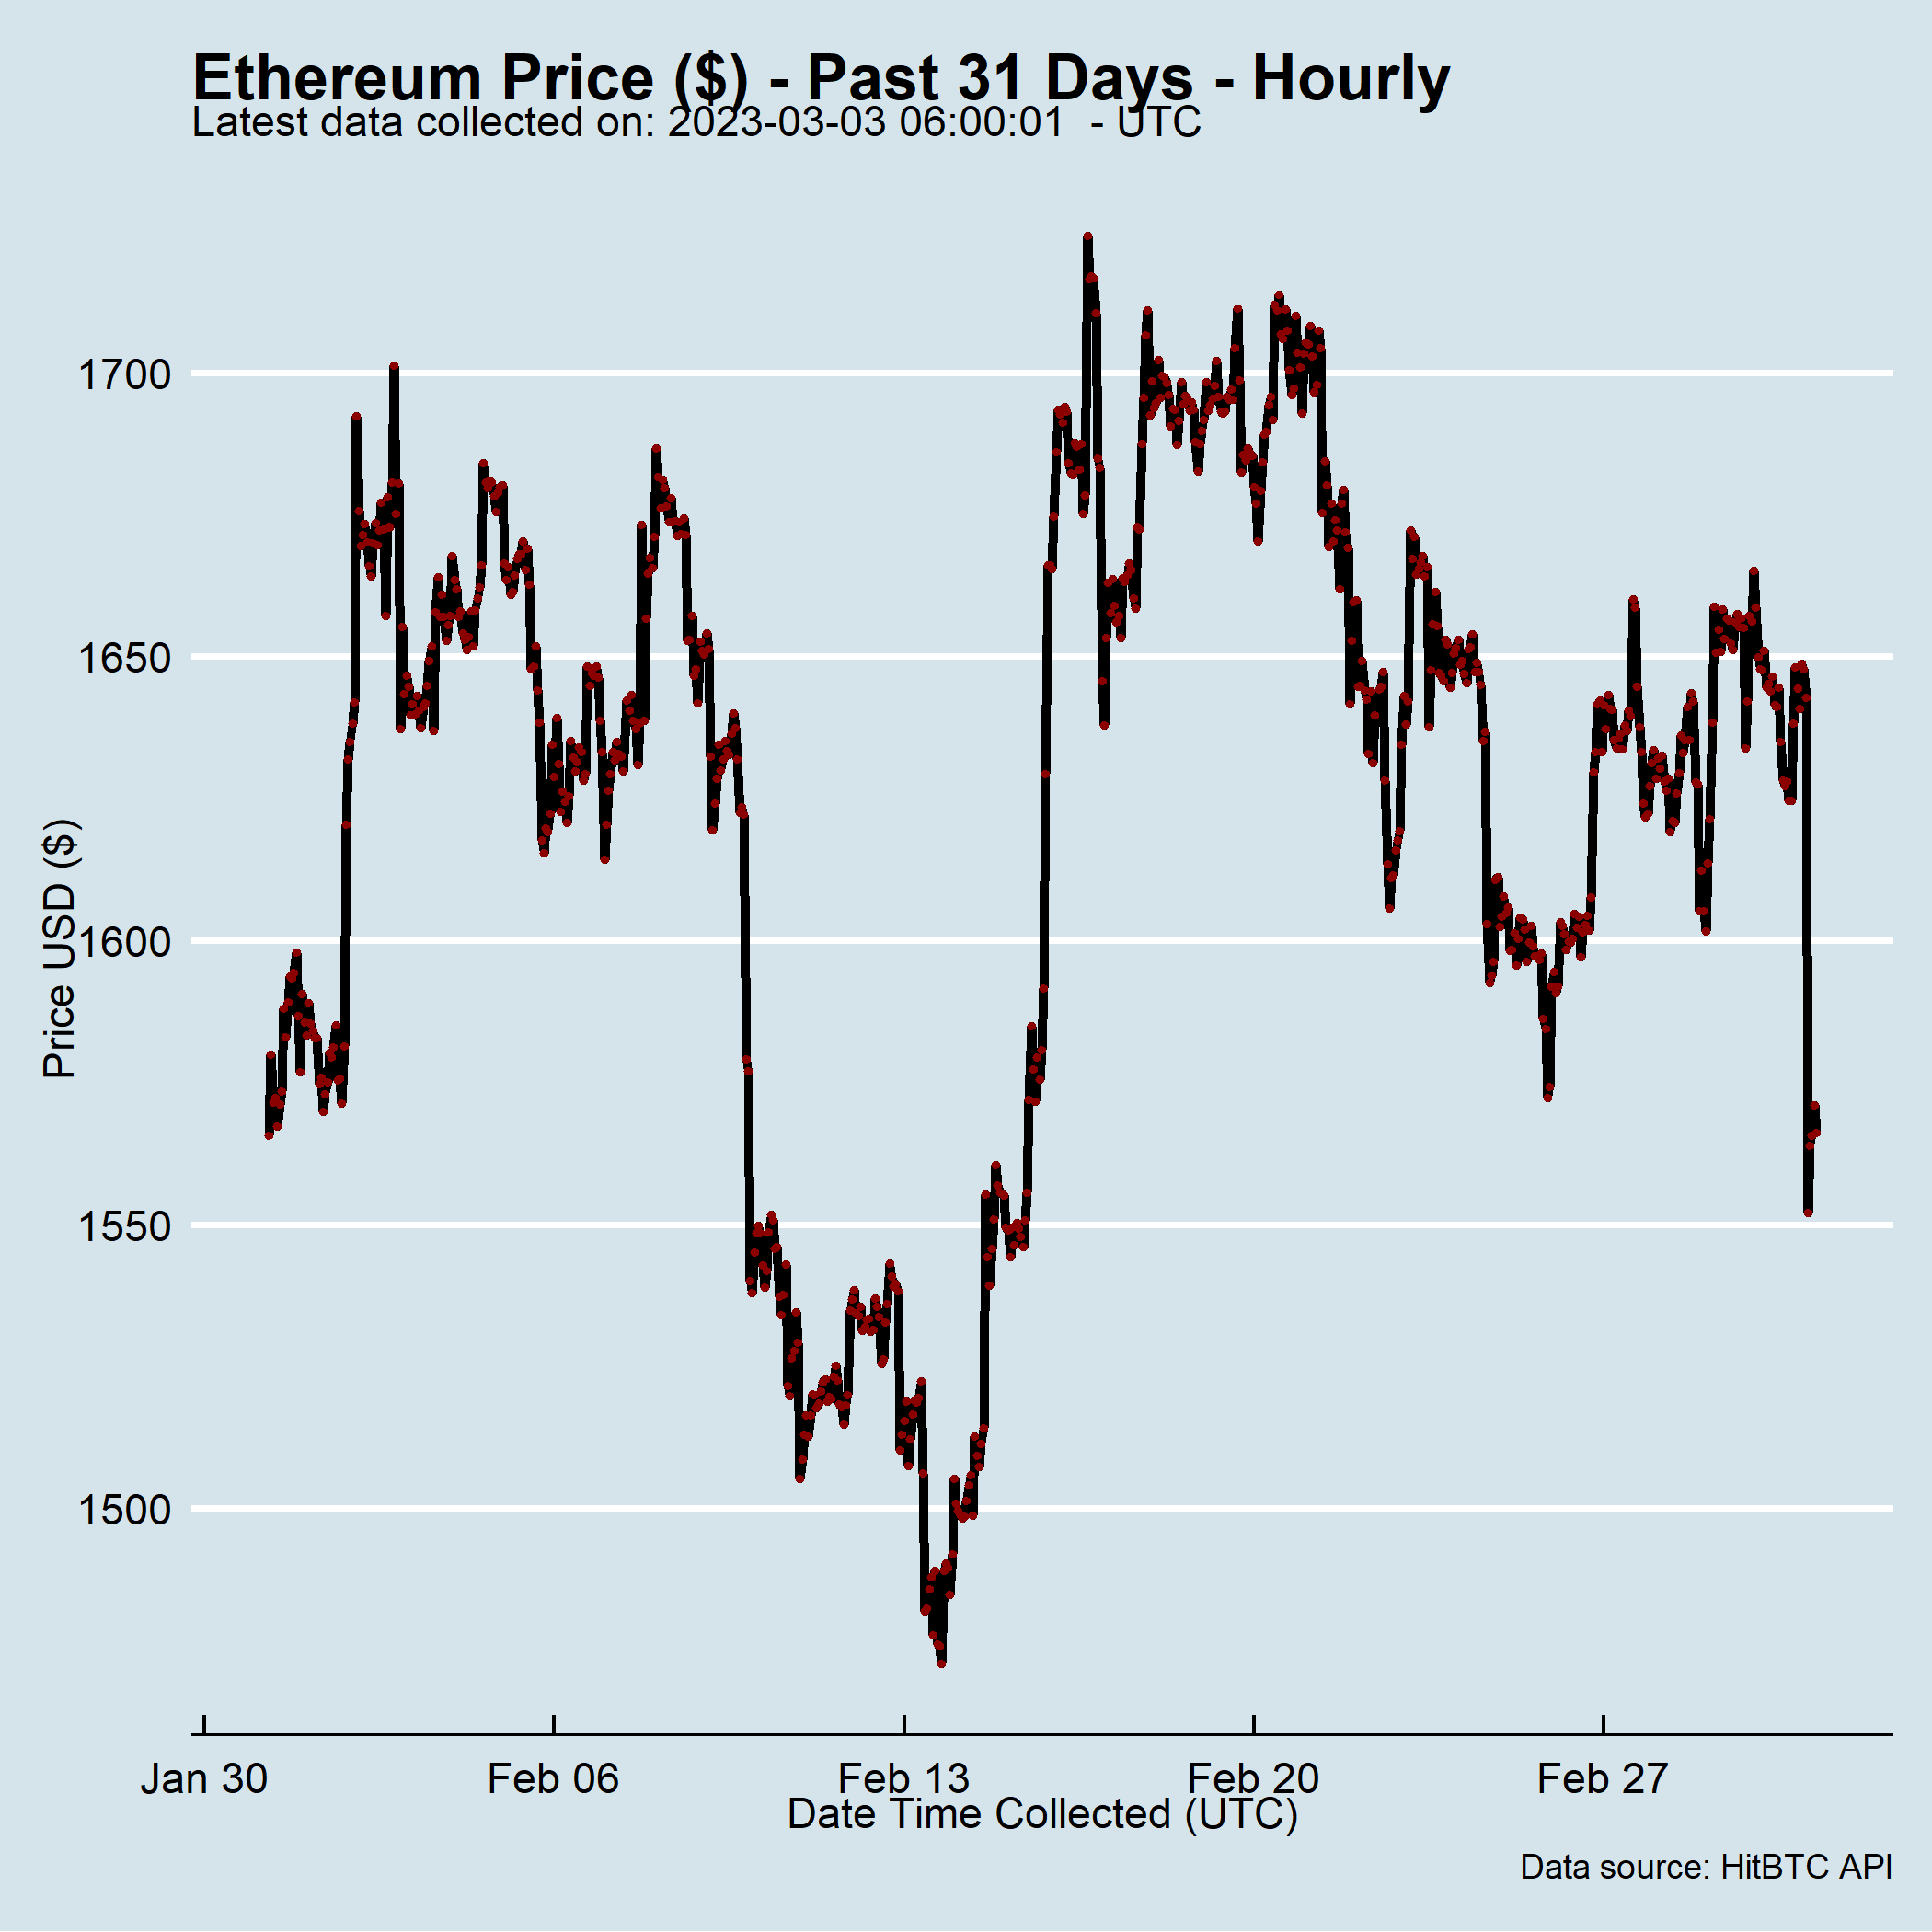 Ethereum Price ($) - Past 31 Days - Hourly
Latest data collected on: 2023-03-03 06:00:01  - UTC
Price USD ($)
1700
1650
1600
1550
1500
Jan 30
Feb 06
Feb 13
Feb 20
Feb 27
Date Time Collected (UTC)
Data source: HitBTC API